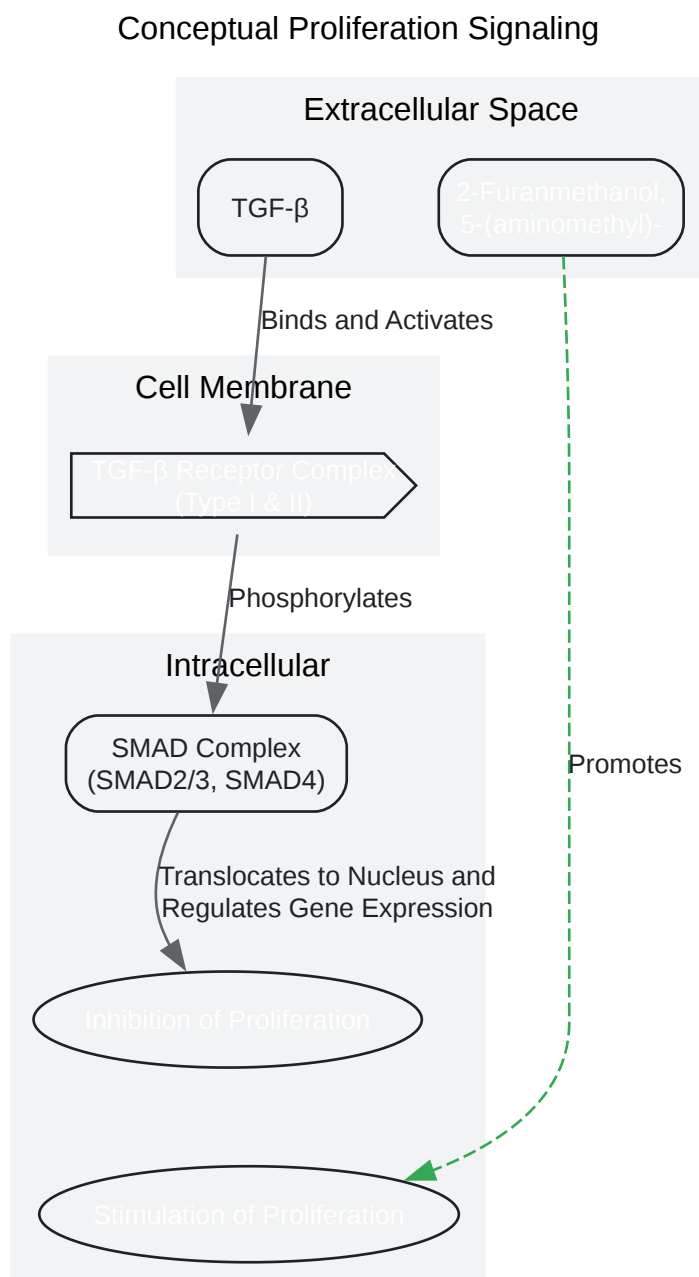 Conceptual Proliferation Signaling
Extracellular Space
TGF-β
2-Furanmethanol,
5-(aminomethyl)-
Binds and Activates
Cell Membrane
TGF-β Receptor Complex
(Type I & II)
Phosphorylates
Intracellular
SMAD Complex
(SMAD2/3, SMAD4)
Promotes
Translocates to Nucleus and
Regulates Gene Expression
Inhibition of Proliferation
Stimulation of Proliferation